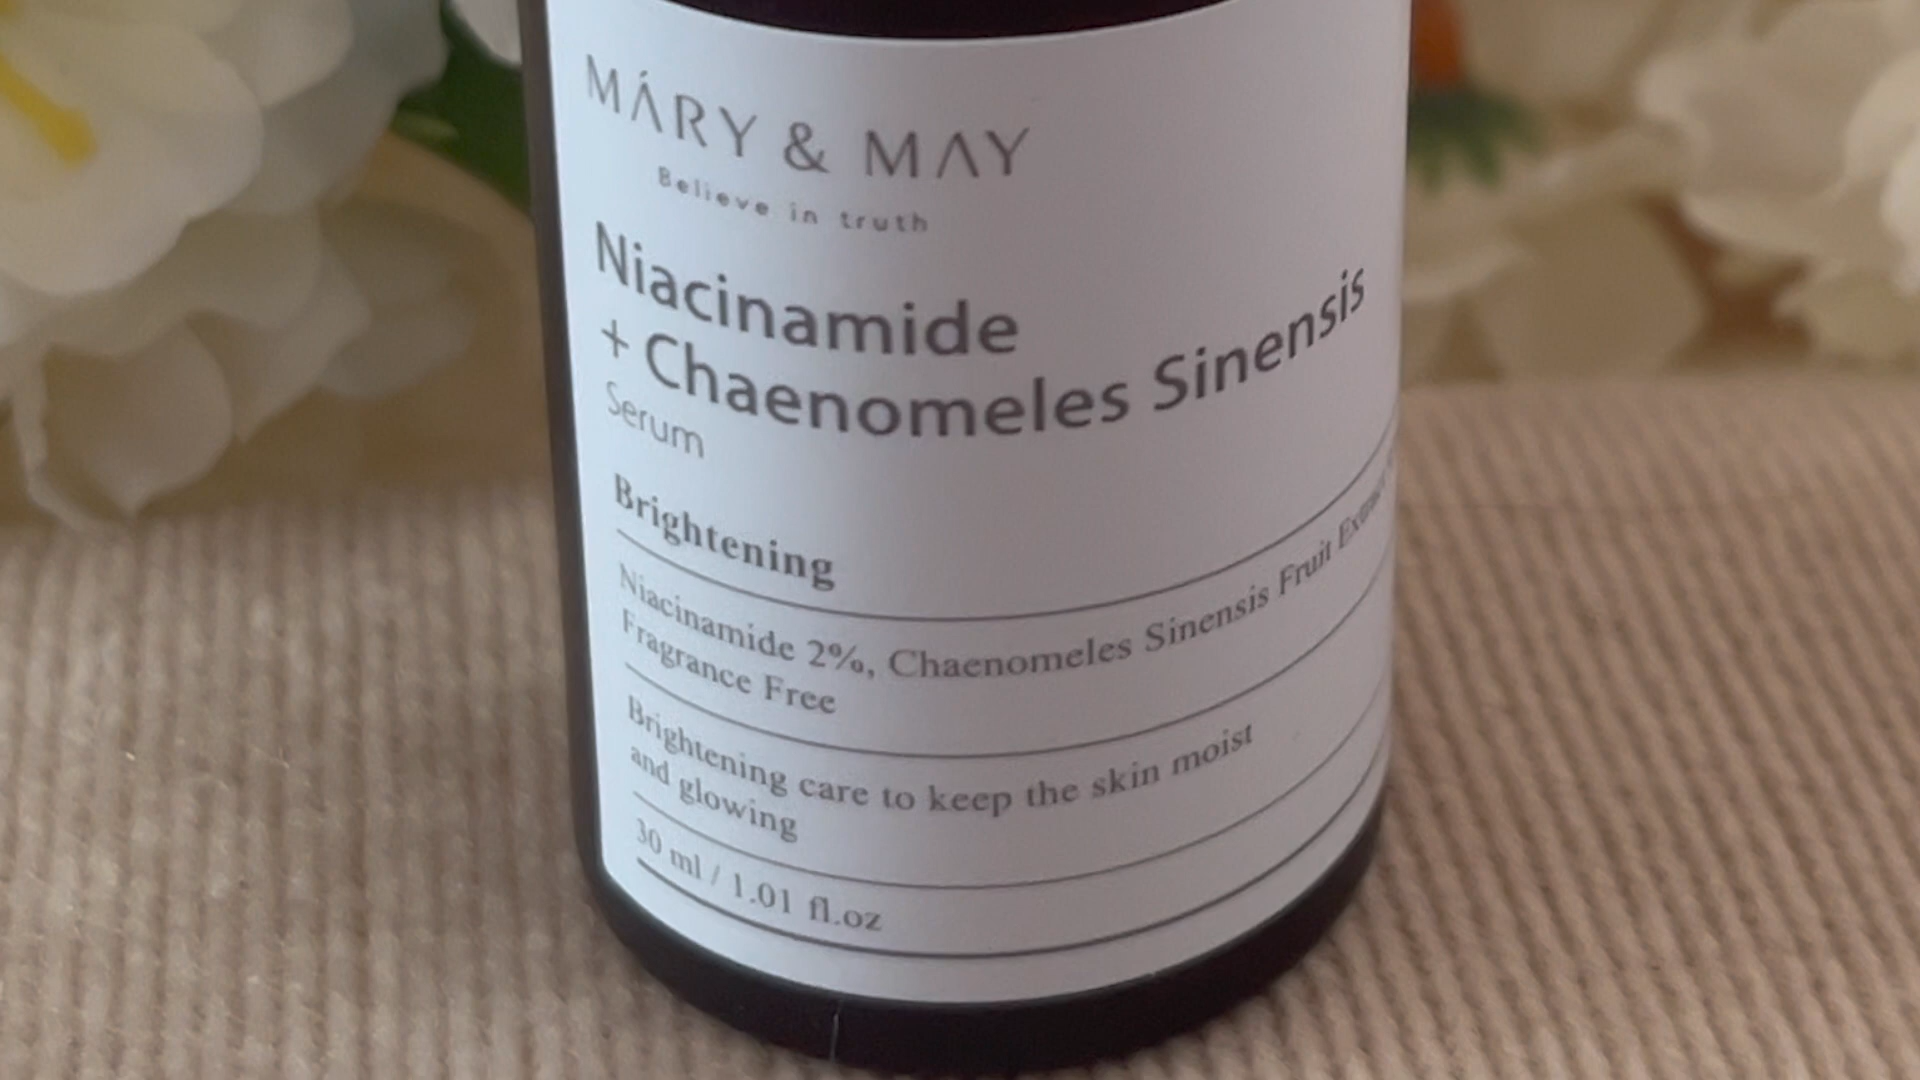 MÁRY & MAY
Believe in truth
Niacinamide
+ Chaenomeles Sinensis
Serum
Brightening
Niacinamide 2%, Chaenomeles Sinensis Fruit Extract
Fragrance Free
Brightening care to keep the skin moist
and glowing
30 ml / 1.01 fl.oz